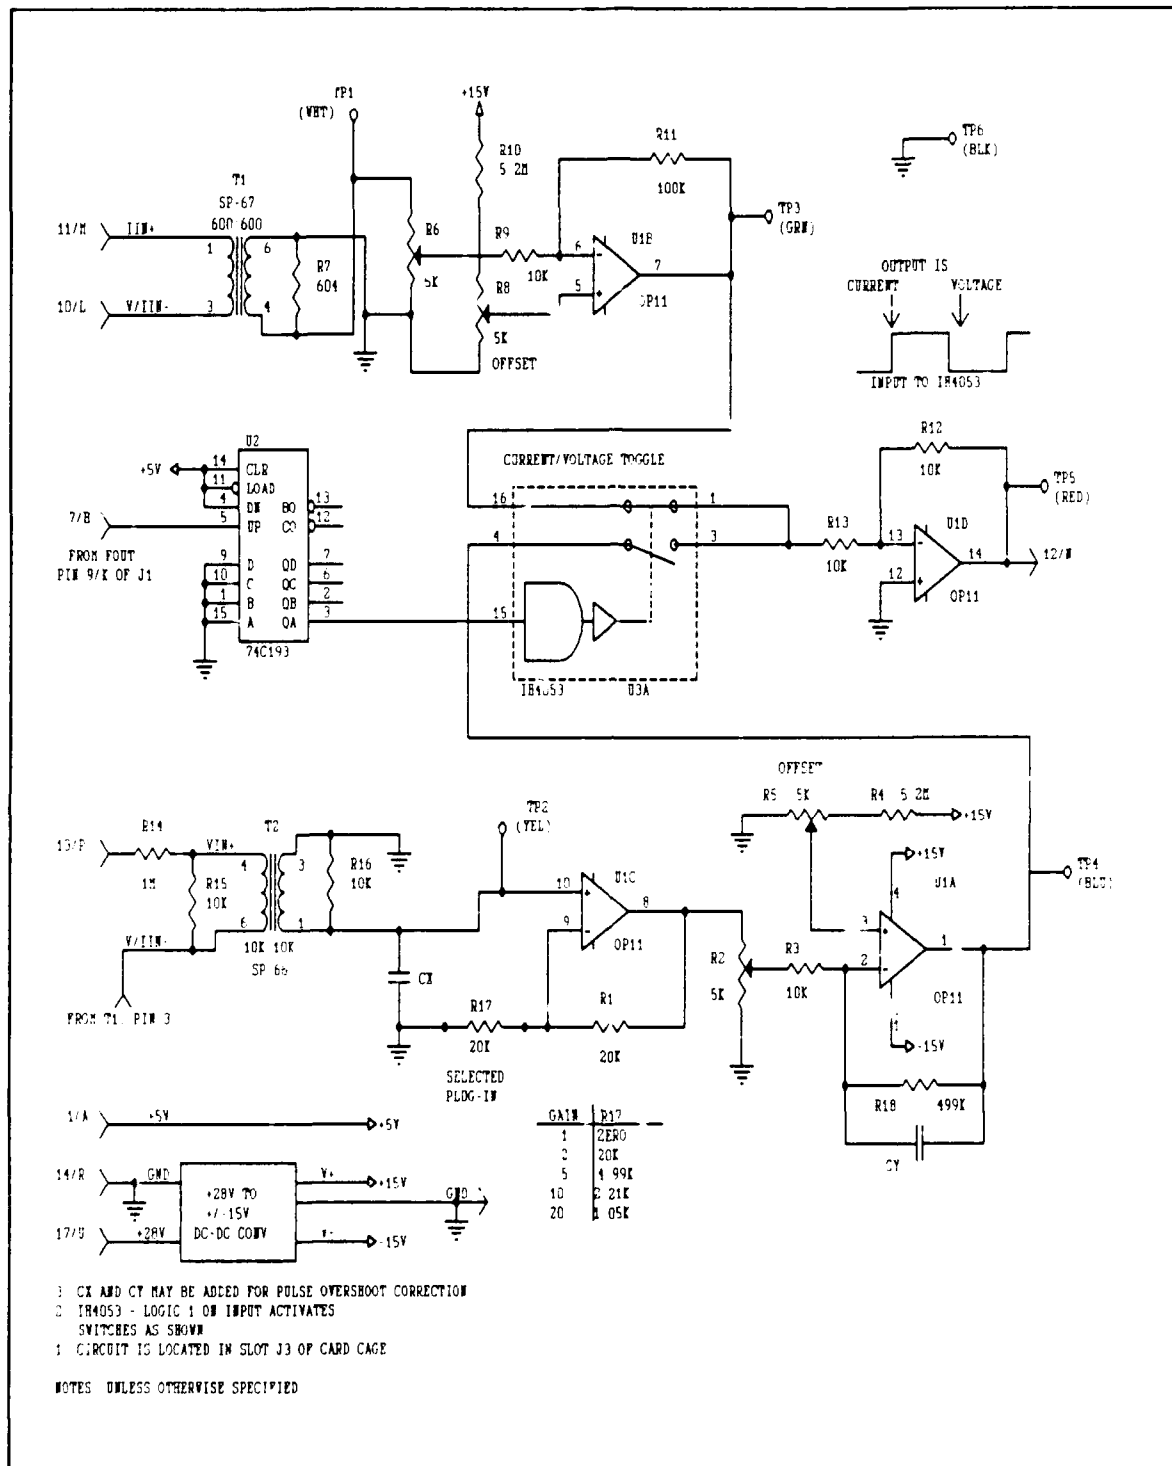 TP1
(WHT)
+15V
R10
5 2M
R11
100K
TP6
(BLK)
T1
SP-67
600 600
11/M
IIN+
1
6
R7
604
R6
5K
R9
10K
6
U1B
7
TP3
(GRN)
10/L
V/IIN-
3
4
R8
5K
5
OP11
OFFSET
OUTPUT IS
CURRENT
VOLTAGE
INPUT TO IH4053
U2
+5V
14
CLR
11
LOAD
4
DN
BO
13
7/B
5
UP
CO
12
FROM FOUT
PIN 9/K OF J1
9
D
QD
7
10
C
QC
6
1
B
QB
2
15
A
QA
3
74C193
CURRENT/VOLTAGE TOGGLE
16
1
4
3
15
IH4053
U3A
R12
10K
TP5
(RED)
R13
10K
13
U1D
14
12/N
12
OP11
OFFSET
R5
5K
R4
5 2M
+15V
TP2
(YEL)
13/P
R14
1M
VIN+
T2
4
3
R15
10K
R16
10K
V/IIN-
6
1
10K 10K
SP 66
FROM T1, PIN 3
CX
10
U1C
8
9
OP11
R17
20K
R1
20K
SELECTED
PLUG-IN
R2
5K
R3
10K
+15V
4
U1A
3
1
2
OP11
-15V
TP4
(BLU)
R18
499K
CY
1/A
+5V
+5V
14/R
GND
+28V TO
+/-15V
DC-DC CONV
V+
+15V
GND
17/U
+28V
V-
-15V
GAIN
R17
1
ZERO
2
20K
5
4 99K
10
2 21K
20
1 05K
3 CX AND CY MAY BE ADDED FOR PULSE OVERSHOOT CORRECTION
2 IH4053 - LOGIC 1 ON INPUT ACTIVATES
SWITCHES AS SHOWN
1 CIRCUIT IS LOCATED IN SLOT J3 OF CARD CAGE
NOTES UNLESS OTHERWISE SPECIFIED